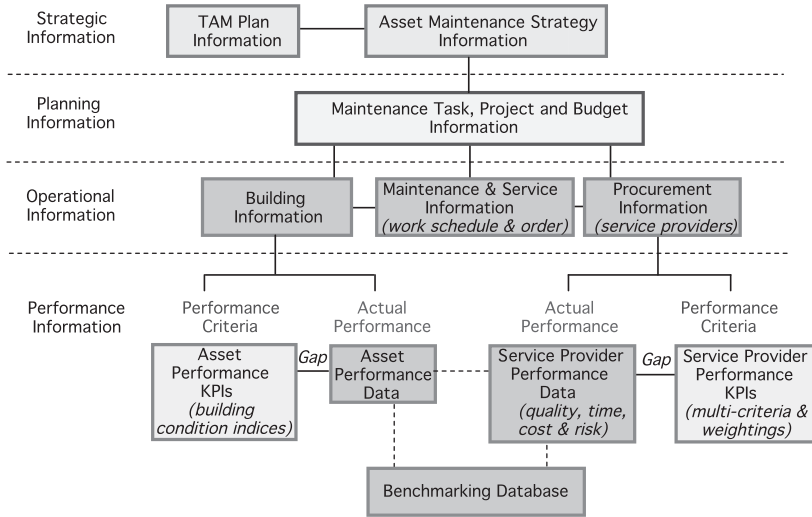 Strategic
Information
TAM Plan
Information
Asset Maintenance Strategy
Information
Planning
Information
Maintenance Task, Project and Budget
Information
Operational
Information
Building
Information
Maintenance & Service
Information
(work schedule & order)
Procurement
Information
(service providers)
Performance
Information
Performance
Criteria
Actual
Performance
Actual
Performance
Performance
Criteria
Asset
Performance
KPIs
(building
condition indices)
Gap
Asset
Performance
Data
Service Provider
Performance
Data
(quality, time,
cost & risk)
Gap
Service Provider
Performance
KPIs
(multi-criteria &
weightings)
Benchmarking Database